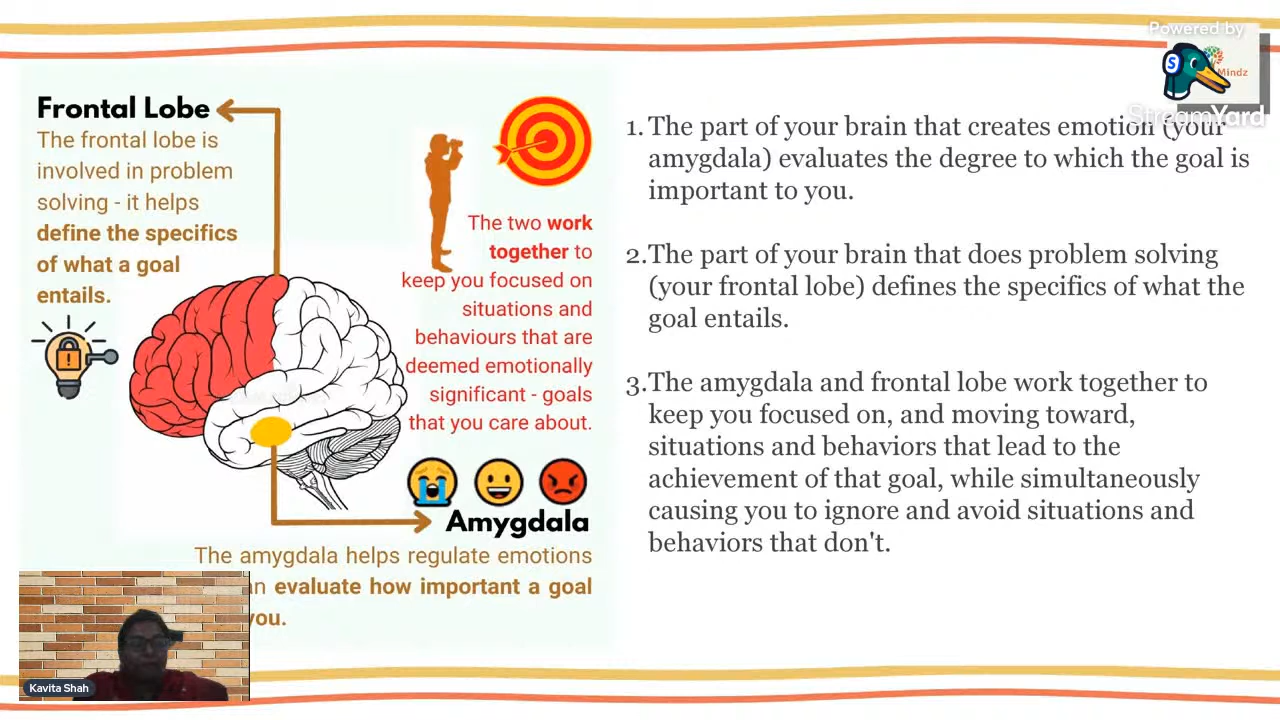 Powered by
Mindz
StreamYard
Frontal Lobe
The frontal lobe is
involved in problem
solving - it helps
define the specifics
of what a goal
entails.
The two work
together to
keep you focused on
situations and
behaviours that are
deemed emotionally
significant - goals
that you care about.
Amygdala
The amygdala helps regulate emotions
evaluate how important a goal
you.
1. The part of your brain that creates emotion (your
amygdala) evaluates the degree to which the goal is
important to you.
2. The part of your brain that does problem solving
(your frontal lobe) defines the specifics of what the
goal entails.
3. The amygdala and frontal lobe work together to
keep you focused on, and moving toward,
situations and behaviors that lead to the
achievement of that goal, while simultaneously
causing you to ignore and avoid situations and
behaviors that don't.
Kavita Shah